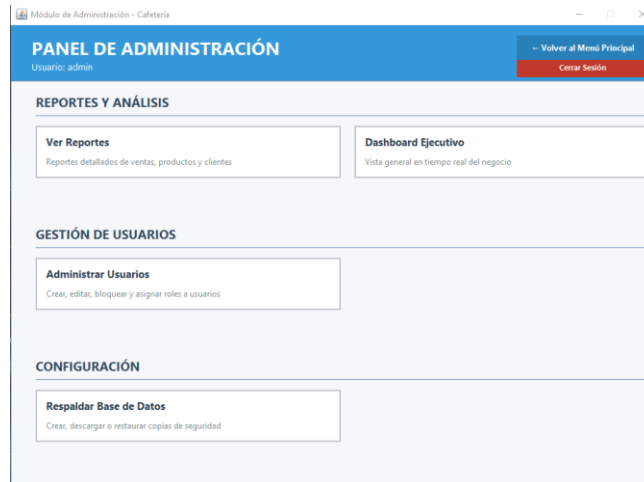 Módulo de Administración - Cafetería
PANEL DE ADMINISTRACIÓN
Usuario: admin
← Volver al Menú Principal
Cerrar Sesión
REPORTES Y ANÁLISIS
Ver Reportes
Reportes detallados de ventas, productos y clientes
Dashboard Ejecutivo
Vista general en tiempo real del negocio
GESTIÓN DE USUARIOS
Administrar Usuarios
Crear, editar, bloquear y asignar roles a usuarios
CONFIGURACIÓN
Respaldar Base de Datos
Crear, descargar o restaurar copias de seguridad